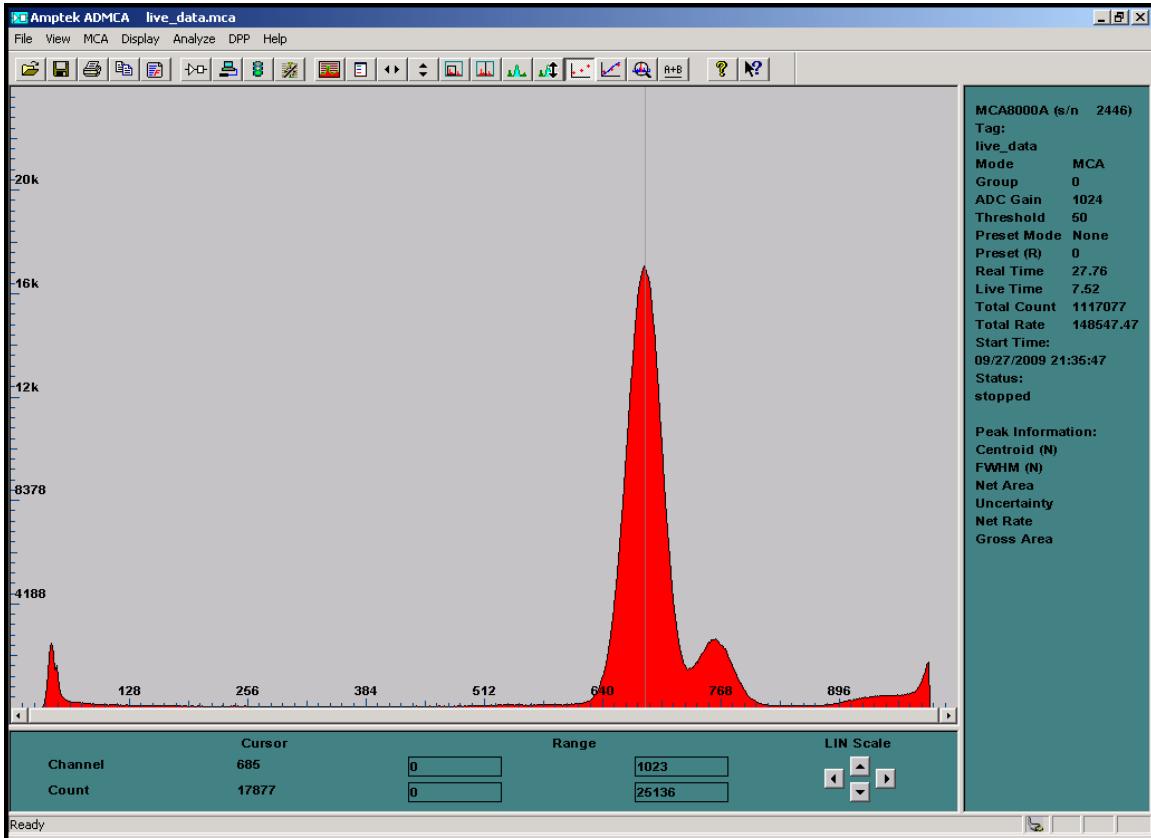 Amptek ADMCA live_data.mca
File View MCA Display Analyze DPP Help
A+B
20k
16k
12k
8378
4188
128 256 384 512 640 768 896
MCA8000A (s/n 2446)
Tag:
live_data
Mode MCA
Group 0
ADC Gain 1024
Threshold 50
Preset Mode None
Preset (R) 0
Real Time 27.76
Live Time 7.52
Total Count 1117077
Total Rate 148547.47
Start Time:
09/27/2009 21:35:47
Status:
stopped
Peak Information:
Centroid (N)
FWHM (N)
Net Area
Uncertainty
Net Rate
Gross Area
Cursor Range LIN Scale
Channel 685 0 1023
Count 17877 0 25136
Ready